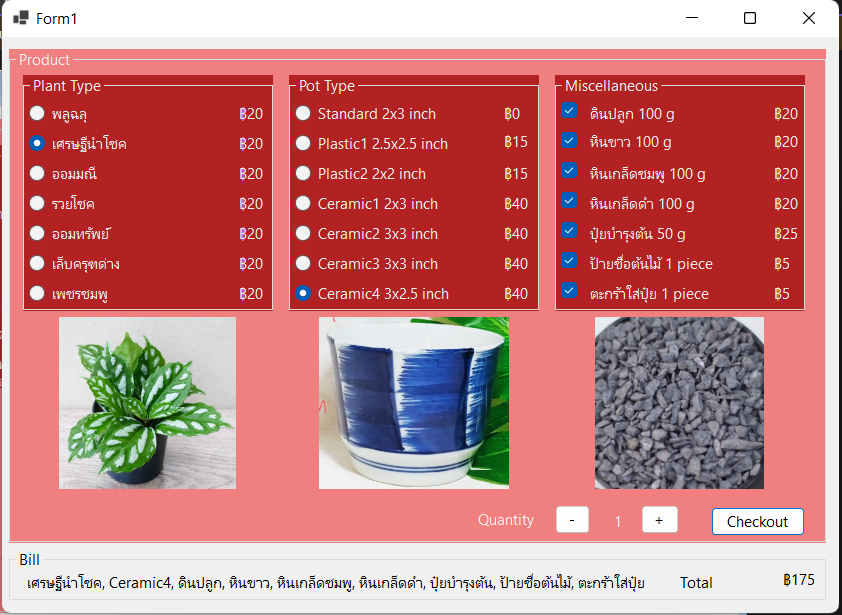 Form1
Product
Plant Type
พลูฉลุ ฿20
เศรษฐีนำโชค ฿20
ออมมณี ฿20
รวยโชค ฿20
ออมทรัพย์ ฿20
เล็บครุฑด่าง ฿20
เพชรชมพู ฿20
Pot Type
Standard 2x3 inch ฿0
Plastic1 2.5x2.5 inch ฿15
Plastic2 2x2 inch ฿15
Ceramic1 2x3 inch ฿40
Ceramic2 3x3 inch ฿40
Ceramic3 3x3 inch ฿40
Ceramic4 3x2.5 inch ฿40
Miscellaneous
ดินปลูก 100 g ฿20
หินขาว 100 g ฿20
หินเกล็ดชมพู 100 g ฿20
หินเกล็ดดำ 100 g ฿20
ปุ๋ยบำรุงต้น 50 g ฿25
ป้ายชื่อต้นไม้ 1 piece ฿5
ตะกร้าใส่ปุ๋ย 1 piece ฿5
Quantity - 1 + Checkout
Bill
เศรษฐีนำโชค, Ceramic4, ดินปลูก, หินขาว, หินเกล็ดชมพู, หินเกล็ดดำ, ปุ๋ยบำรุงต้น, ป้ายชื่อต้นไม้, ตะกร้าใส่ปุ๋ย Total ฿175